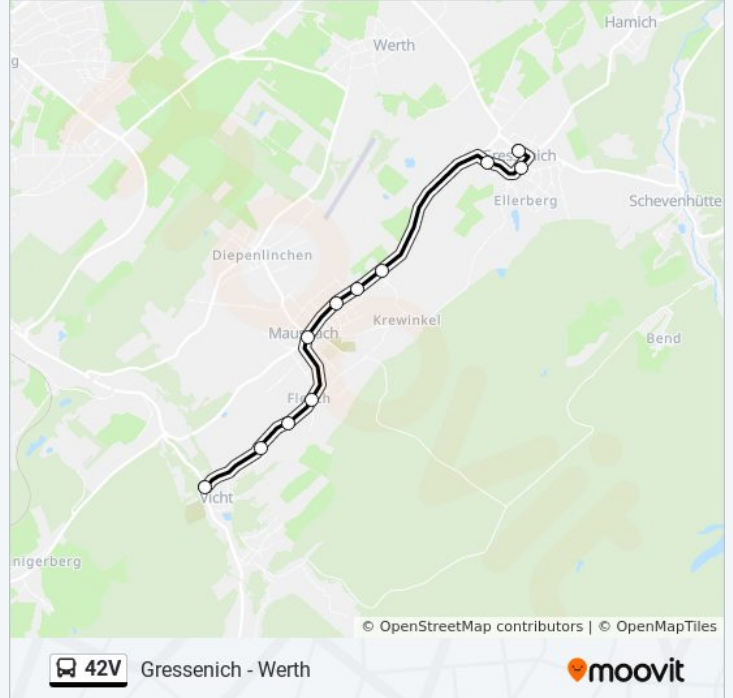 Hamich
Werth
g
Gressenich
Ellerberg
Schevenhütte
Diepenlinchen
Krewinkel
Mausbach
Bend
Fleuth
Vicht
nigerberg
© OpenStreetMap contributors | © OpenMapTiles
42V Gressenich - Werth
moovit